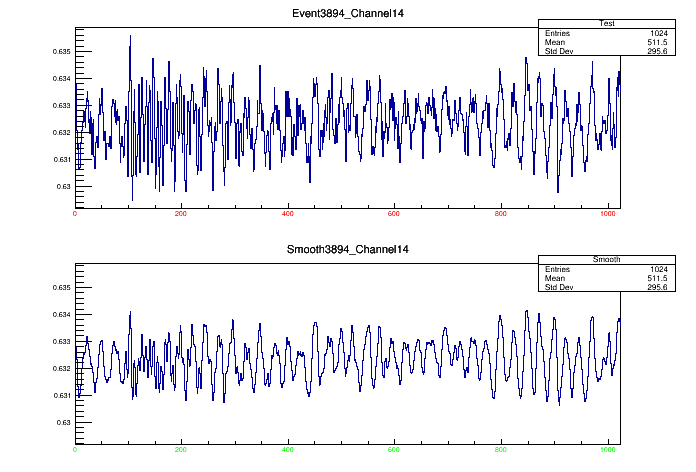 Event3894_Channel14
Test
Entries 1024
Mean 511.5
Std Dev 295.6
0.635
0.634
0.633
0.632
0.631
0.63
0 200 400 600 800 1000
Smooth3894_Channel14
Smooth
Entries 1024
Mean 511.5
Std Dev 295.6
0.635
0.634
0.633
0.632
0.631
0.63
0 200 400 600 800 1000